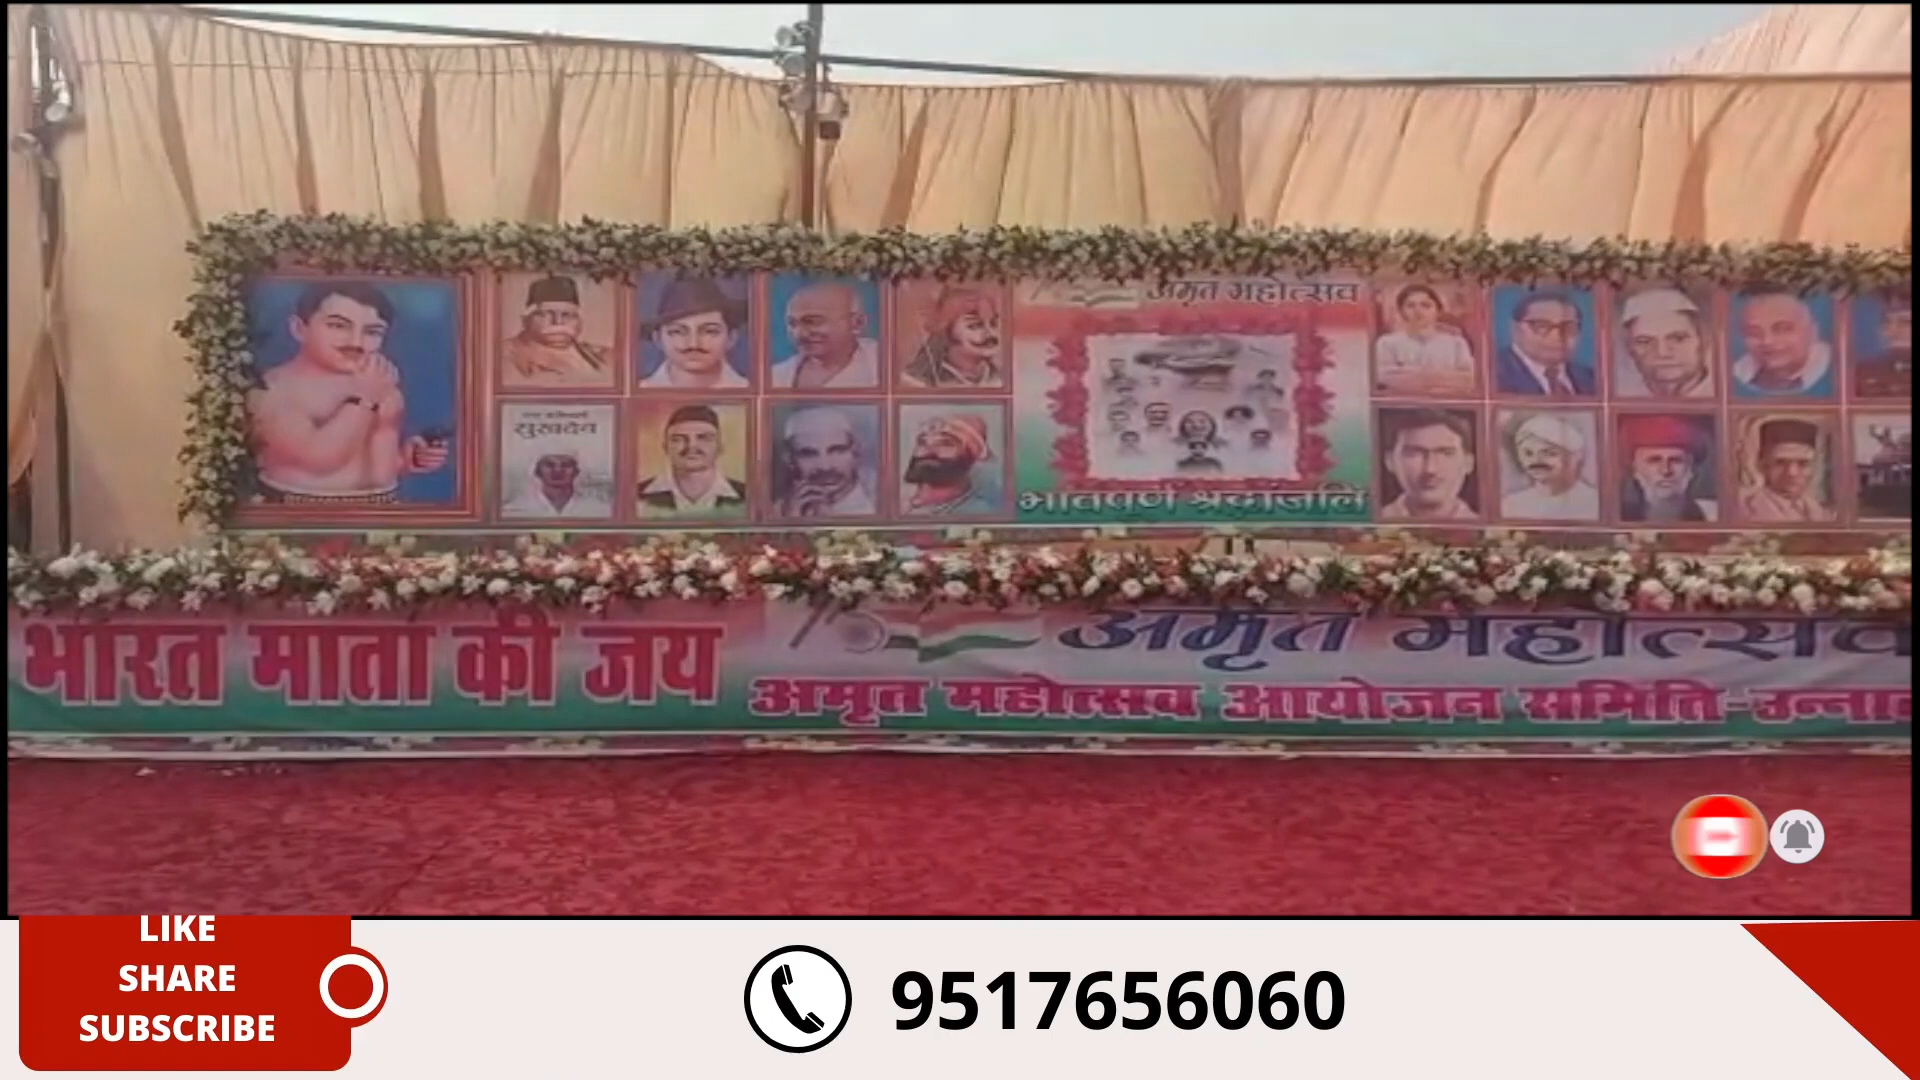 अमृत महोत्सव
सुखदेव
भावपूर्ण श्रद्धांजलि
भारत माता की जय
75 अमृत महोत्सव
अमृत महोत्सव आयोजन समिति-उन्नाव
LIKE
SHARE
SUBSCRIBE
9517656060